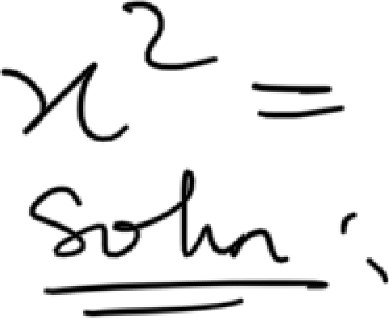 x² =
Soln :